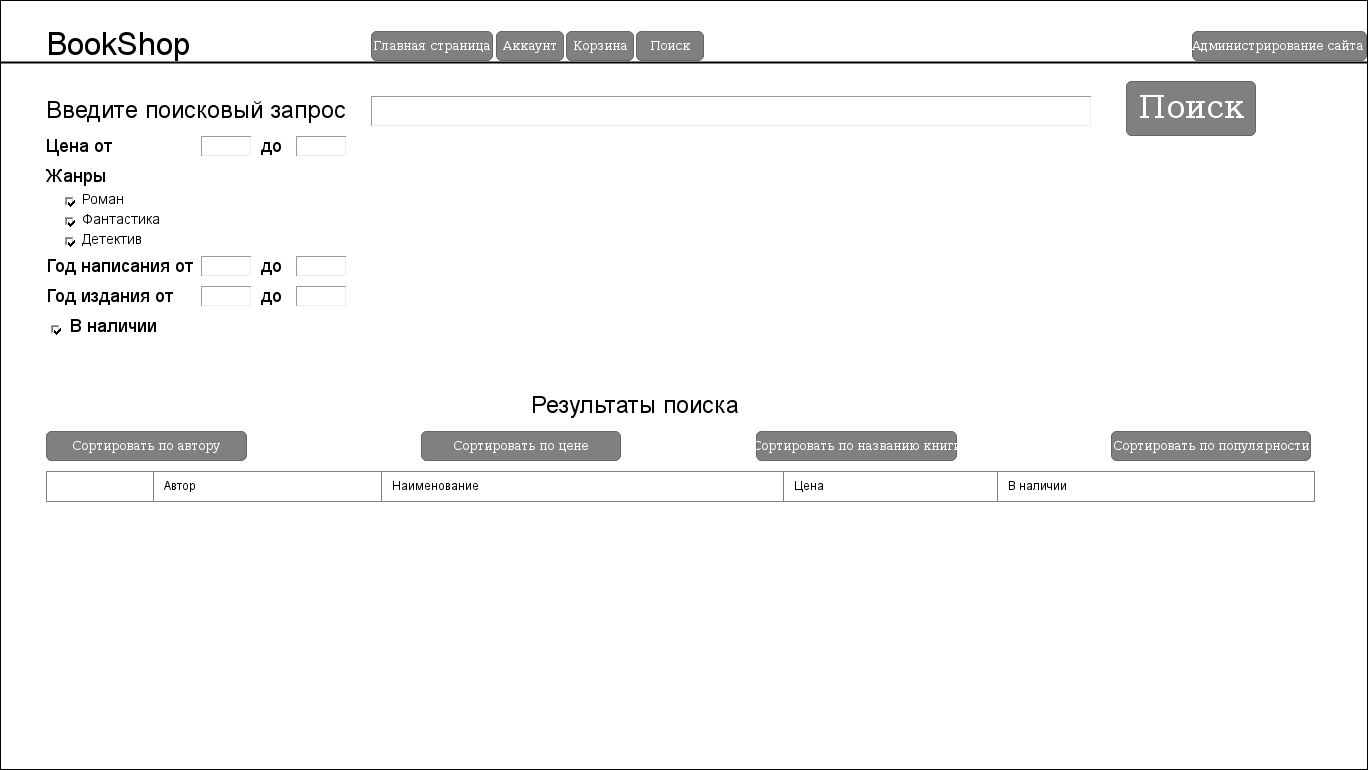 BookShop
Главная страница Аккаунт Корзина Поиск Администрирование сайта
Введите поисковый запрос Поиск
Цена от до
Жанры
Роман
Фантастика
Детектив
Год написания от до
Год издания от до
В наличии
Результаты поиска
Сортировать по автору Сортировать по цене Сортировать по названию книги Сортировать по популярности
Автор Наименование Цена В наличии